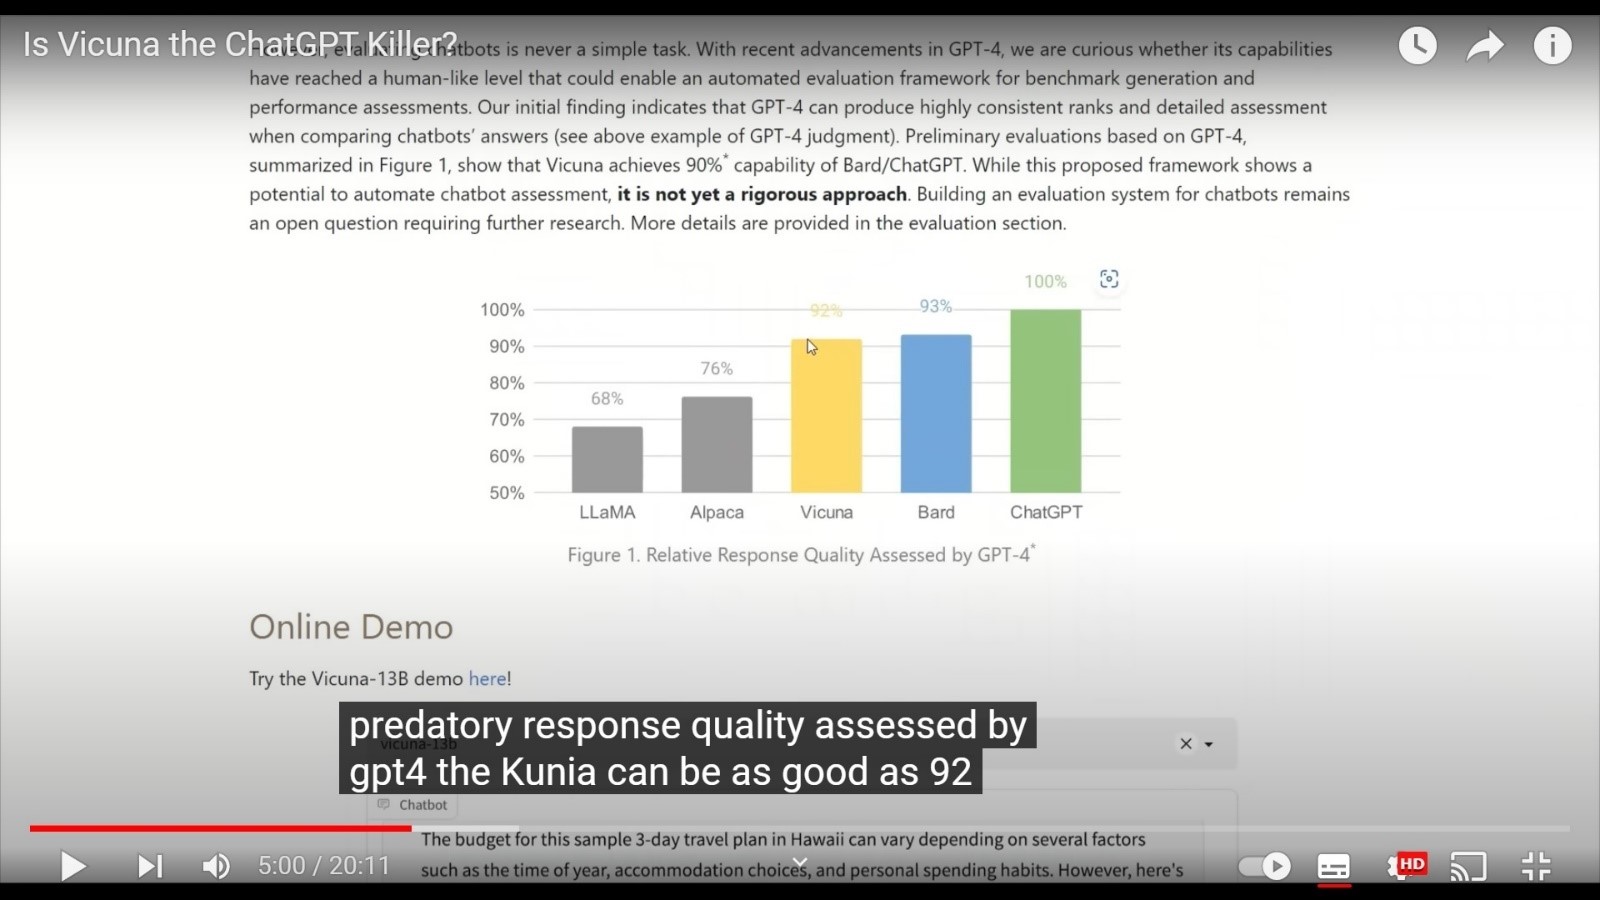 Is Vicuna the ChatGPT Killer?
However, evaluating chatbots is never a simple task. With recent advancements in GPT-4, we are curious whether its capabilities
have reached a human-like level that could enable an automated evaluation framework for benchmark generation and
performance assessments. Our initial finding indicates that GPT-4 can produce highly consistent ranks and detailed assessment
when comparing chatbots' answers (see above example of GPT-4 judgment). Preliminary evaluations based on GPT-4,
summarized in Figure 1, show that Vicuna achieves 90%* capability of Bard/ChatGPT. While this proposed framework shows a
potential to automate chatbot assessment, it is not yet a rigorous approach. Building an evaluation system for chatbots remains
an open question requiring further research. More details are provided in the evaluation section.
100%
90%
80%
70%
60%
50%
68%
76%
92%
93%
100%
LLaMA
Alpaca
Vicuna
Bard
ChatGPT
Figure 1. Relative Response Quality Assessed by GPT-4*
Online Demo
Try the Vicuna-13B demo here!
vicuna-13b
predatory response quality assessed by
gpt4 the Kunia can be as good as 92
Chatbot
The budget for this sample 3-day travel plan in Hawaii can vary depending on several factors
such as the time of year, accommodation choices, and personal spending habits. However, here's
5:00 / 20:11
HD